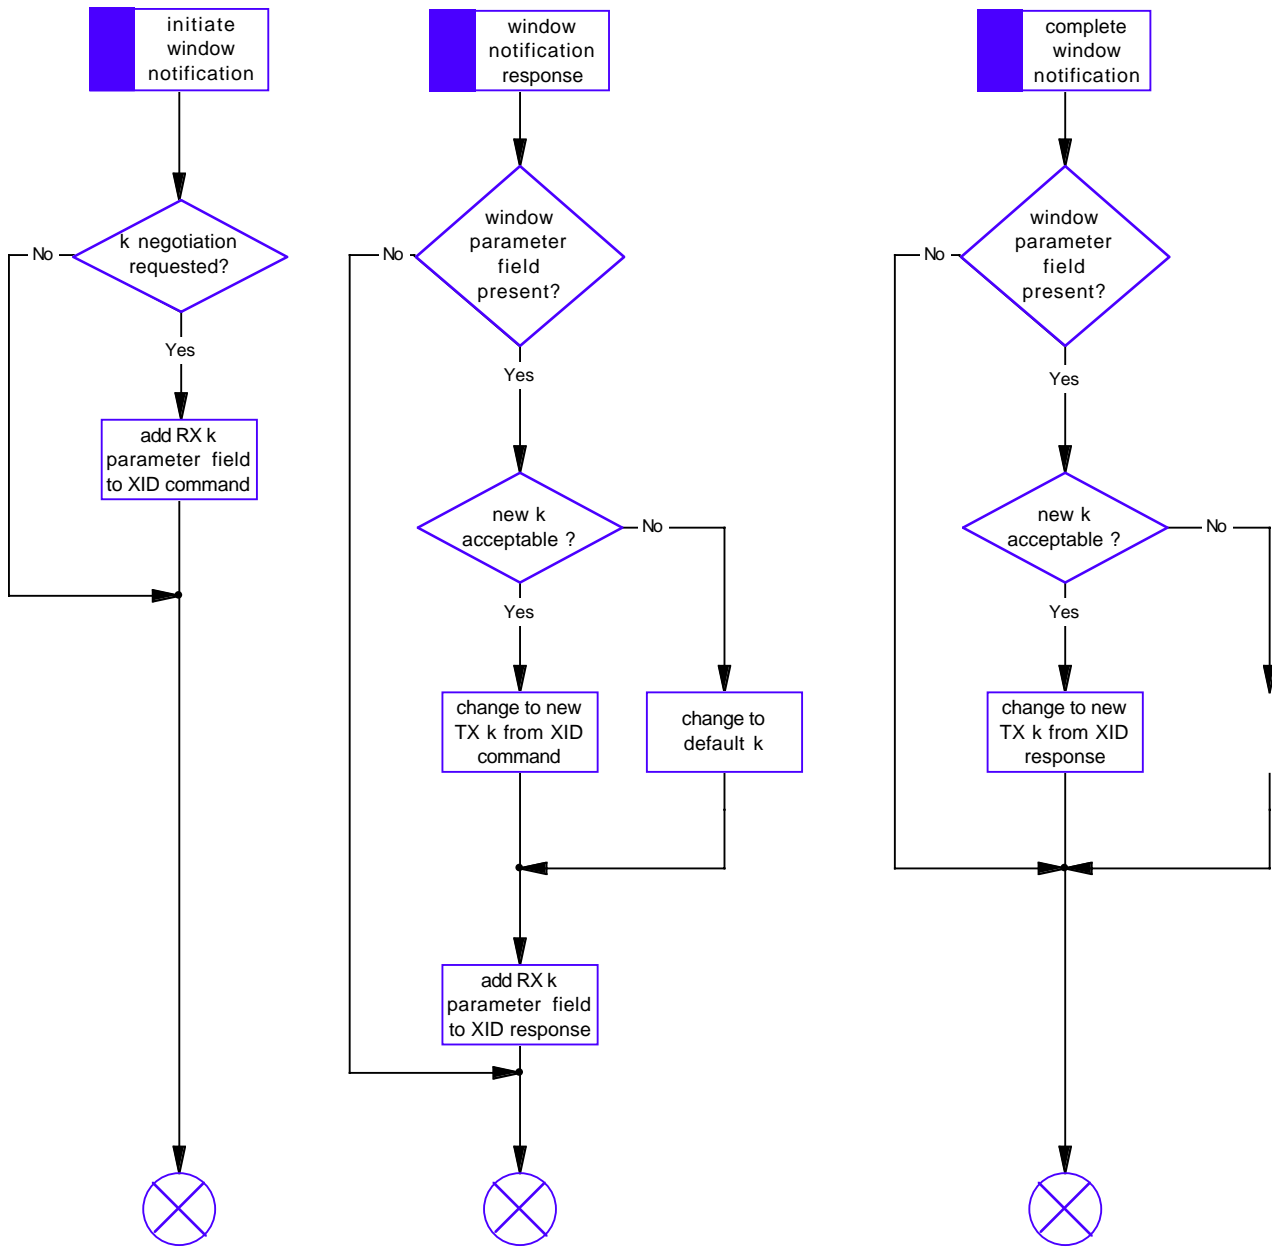 initiate
window
notification
k negotiation
requested?
No
Yes
add RX k
parameter field
to XID command
window
notification
response
window
parameter
field
present?
No
Yes
new k
acceptable ?
No
Yes
change to new
TX k from XID
command
change to
default k
add RX k
parameter field
to XID response
complete
window
notification
window
parameter
field
present?
No
Yes
new k
acceptable ?
No
Yes
change to new
TX k from XID
response